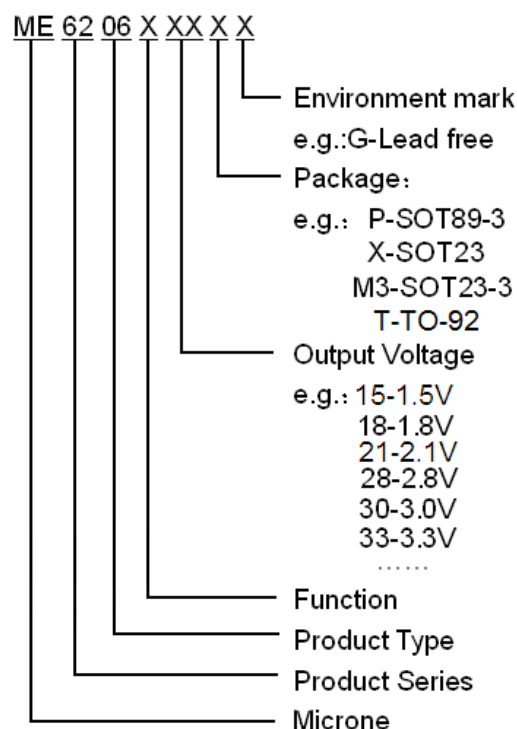 ME 62 06 X XX X X
Environment mark
e.g.:G-Lead free
Package：
e.g.： P-SOT89-3
X-SOT23
M3-SOT23-3
T-TO-92
Output Voltage
e.g.：15-1.5V
18-1.8V
21-2.1V
28-2.8V
30-3.0V
33-3.3V
……
Function
Product Type
Product Series
Microne